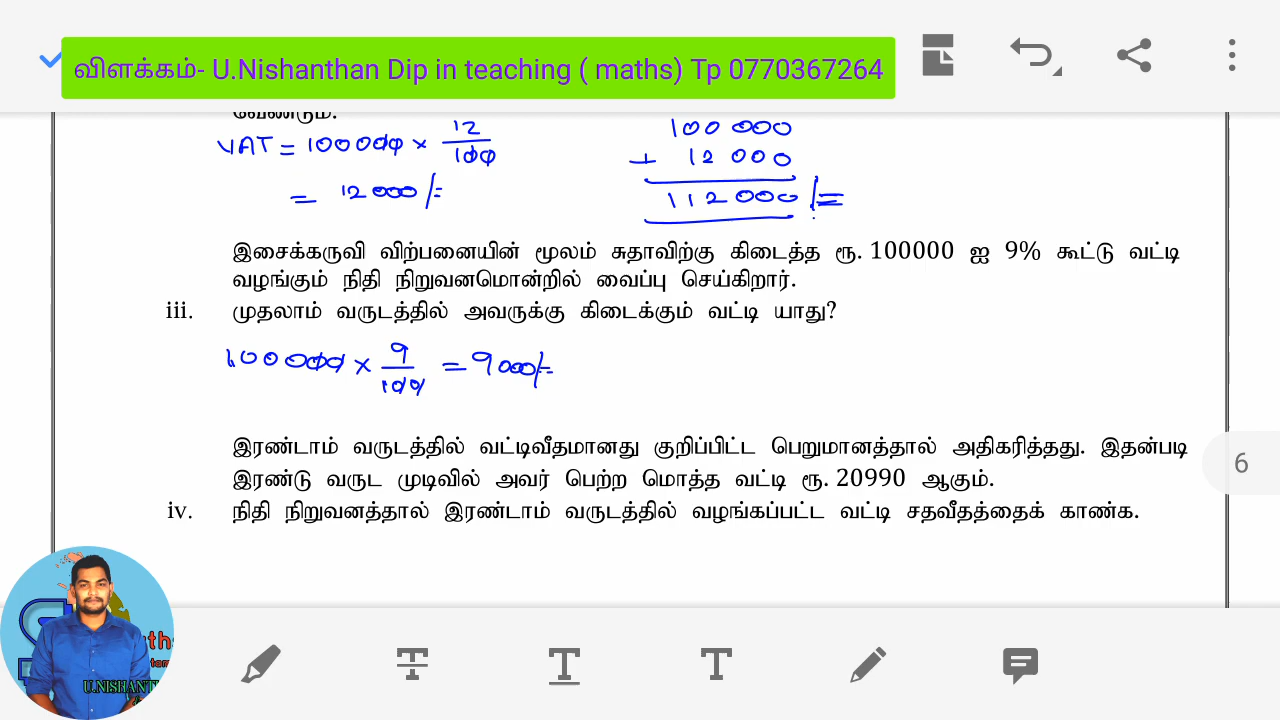 விளக்கம்- U.Nishanthan Dip in teaching ( maths) Tp 0770367264
வேண்டும்.
VAT = 100000 × 12/100
= 12000/=
100 000
+ 12 000
112000/=
இசைக்கருவி விற்பனையின் மூலம் சுதாவிற்கு கிடைத்த ரூ. 100000 ஐ 9% கூட்டு வட்டி
வழங்கும் நிதி நிறுவனமொன்றில் வைப்பு செய்கிறார்.
iii. முதலாம் வருடத்தில் அவருக்கு கிடைக்கும் வட்டி யாது?
100000 × 9/100 = 9000/=
இரண்டாம் வருடத்தில் வட்டிவீதமானது குறிப்பிட்ட பெறுமானத்தால் அதிகரித்தது. இதன்படி
இரண்டு வருட முடிவில் அவர் பெற்ற மொத்த வட்டி ரூ. 20990 ஆகும்.
iv. நிதி நிறுவனத்தால் இரண்டாம் வருடத்தில் வழங்கப்பட்ட வட்டி சதவீதத்தைக் காண்க.
6
U.NISHANTH